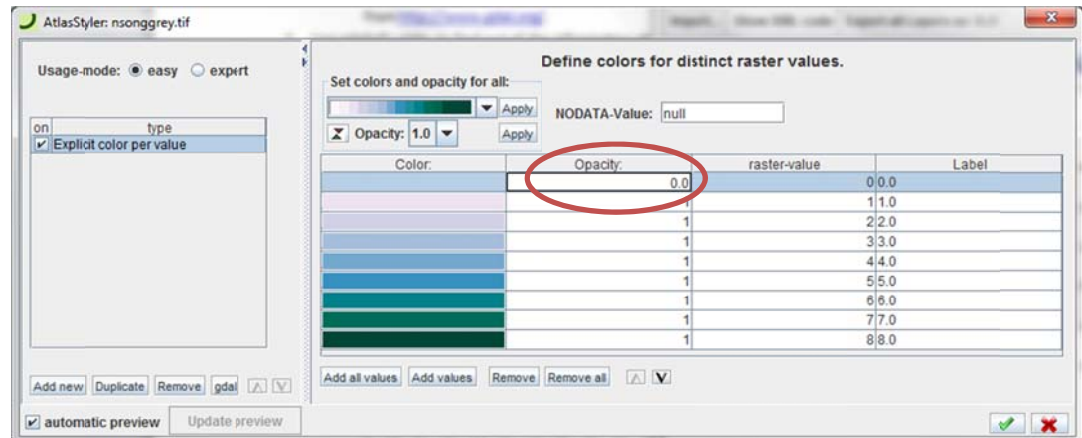 AtlasStyler: nsonggrey.tif
Usage-mode: easy expert
on type
Explicit color per value
Add new Duplicate Remove gdal
automatic preview Update preview
Define colors for distinct raster values.
Set colors and opacity for all:
Apply
Opacity: 1.0 Apply
NODATA-Value: null
Color: Opacity: raster-value Label
0.0 0 0.0
1 1 1.0
1 2 2.0
1 3 3.0
1 4 4.0
1 5 5.0
1 6 6.0
1 7 7.0
1 8 8.0
Add all values Add values Remove Remove all